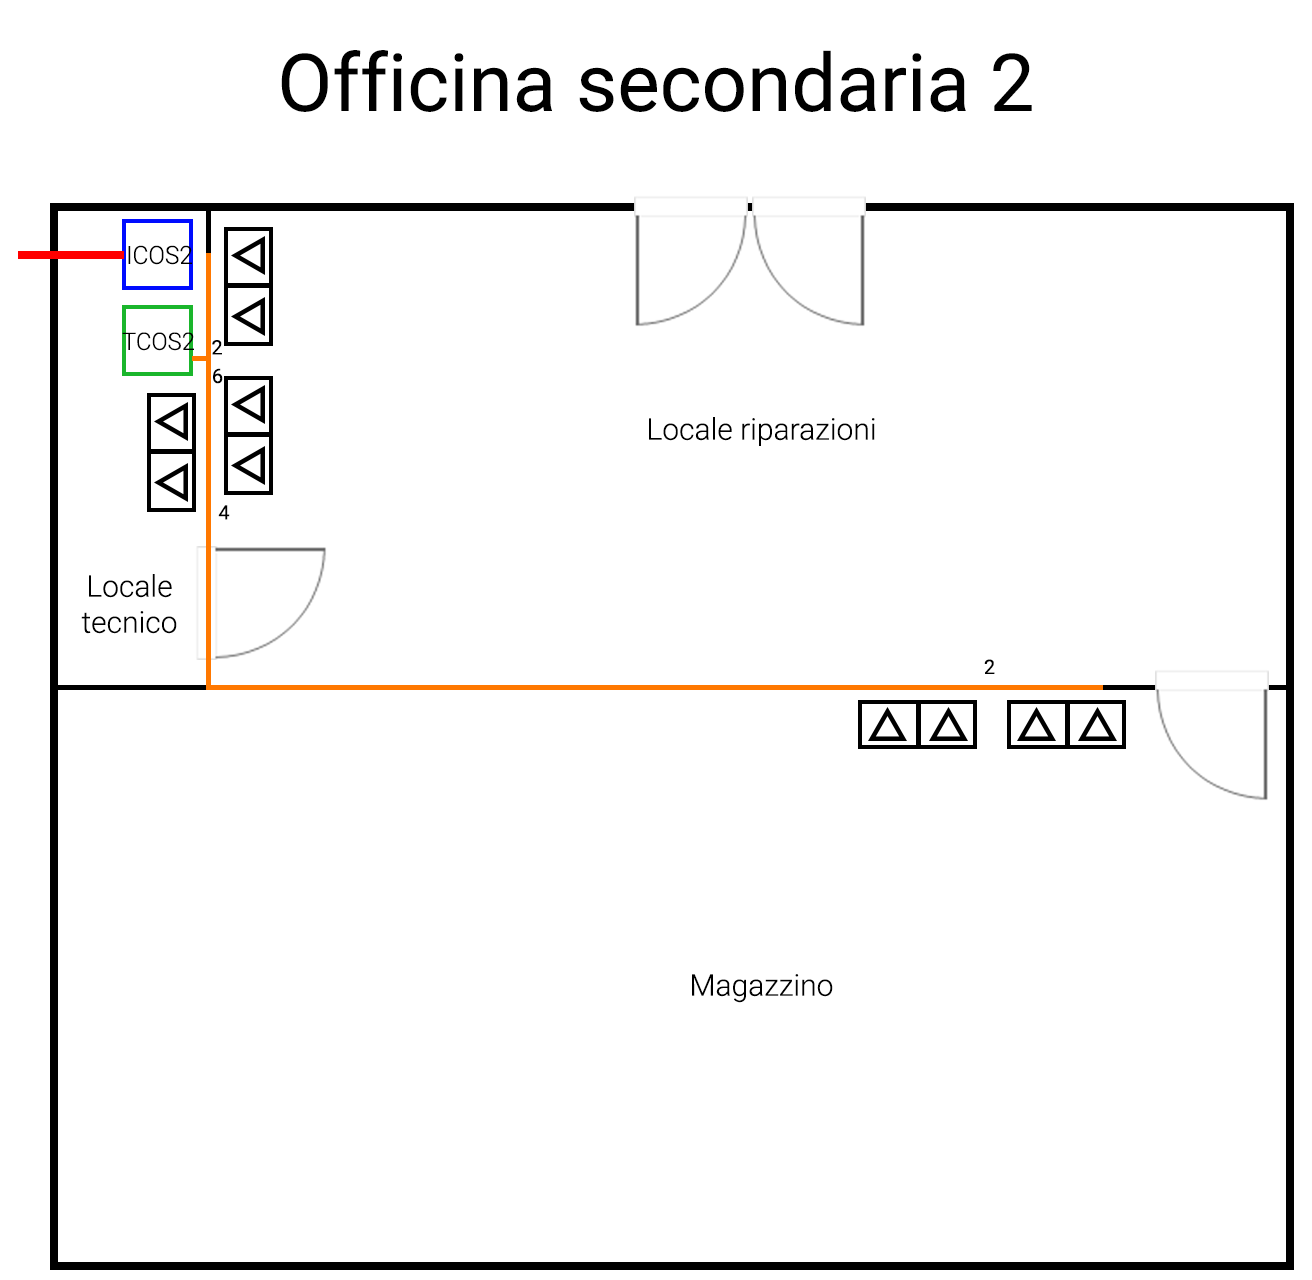 Officina secondaria 2
ICOS2
TCOS2
2
6
Locale riparazioni
4
Locale
tecnico
2
Magazzino